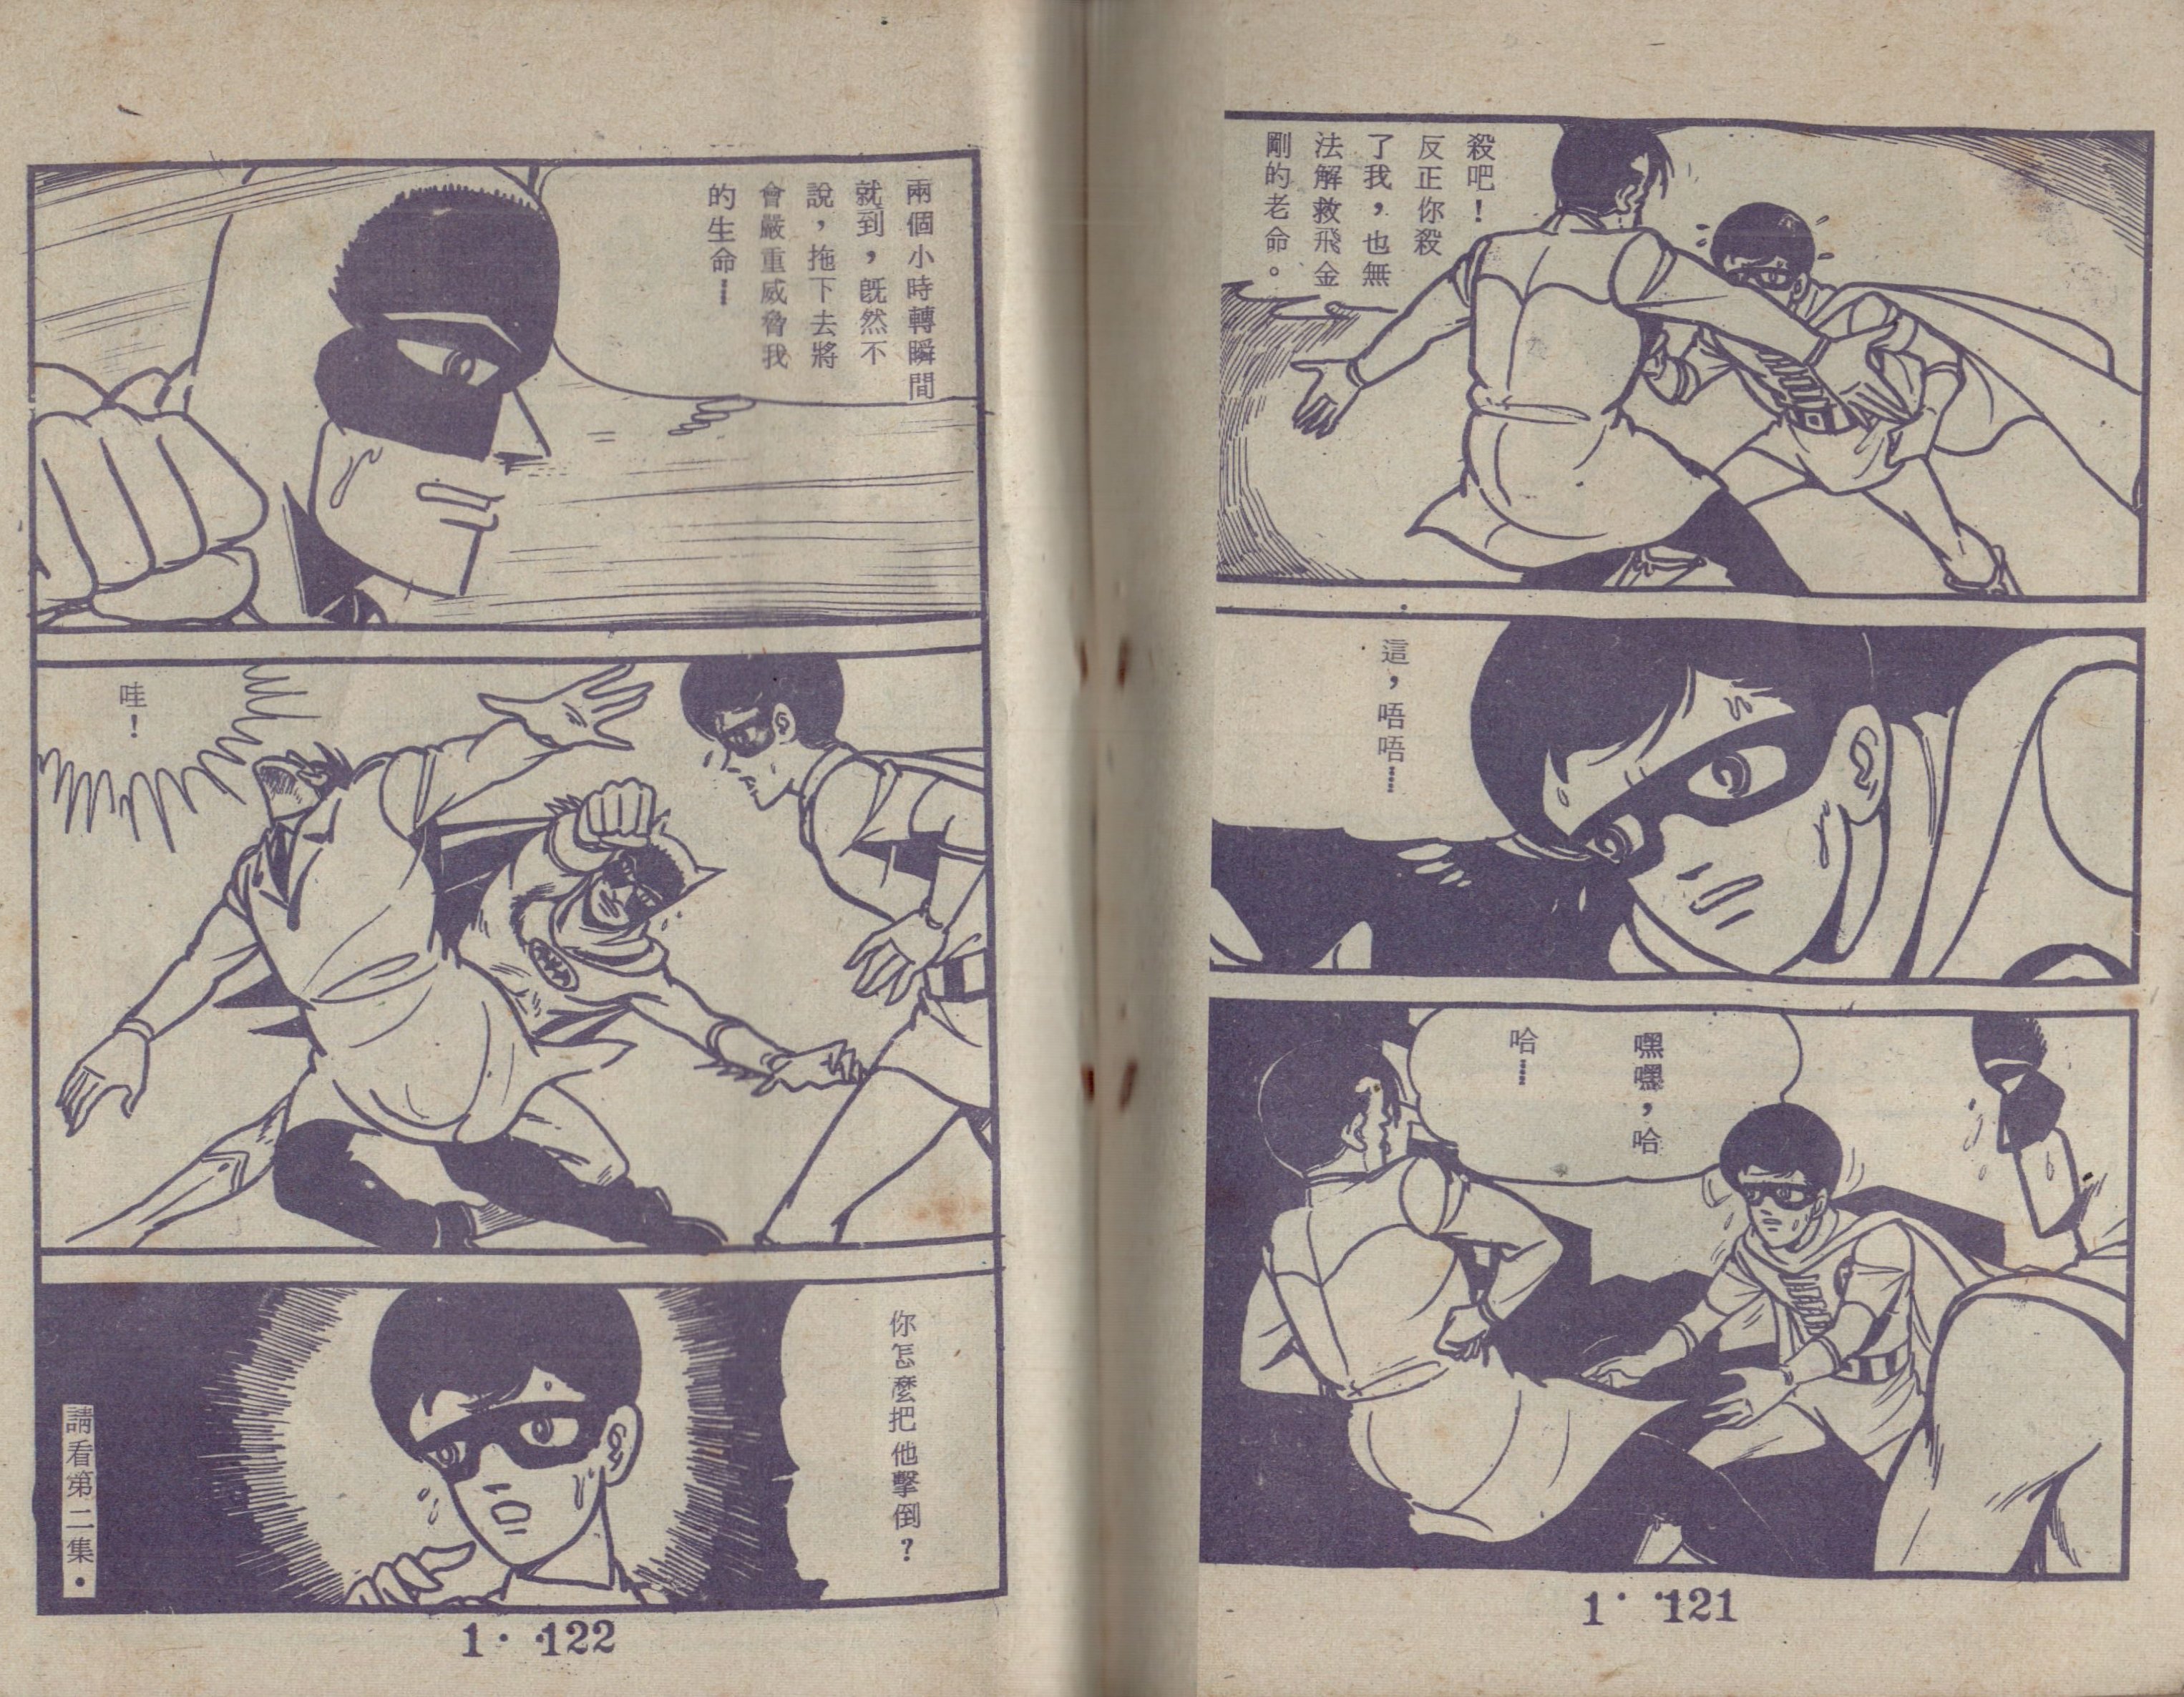 殺吧！
反正你殺
了我，也無
法解救飛金
剛的老命。
這，唔唔……
嘿嘿，哈
哈……
1··121
兩個小時轉瞬間
就到，既然不
說，拖下去將
會嚴重威脅我
的生命……
哇！
你怎麼把他擊倒？
請看第二集·
1··122